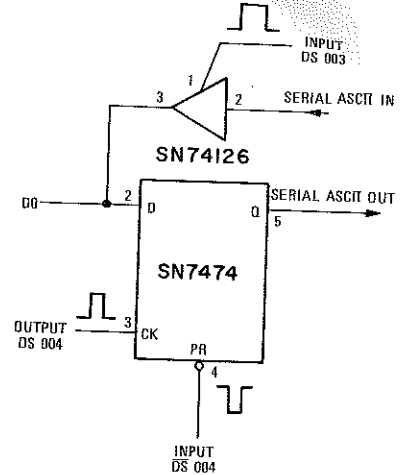 INPUT
DS 003
1
3
2
SERIAL ASCII IN
SN74126
D0
2
D
Q
SERIAL ASCII OUT
5
SN7474
OUTPUT
DS 004
3
CK
PR
4
INPUT
D̅S̅ 004